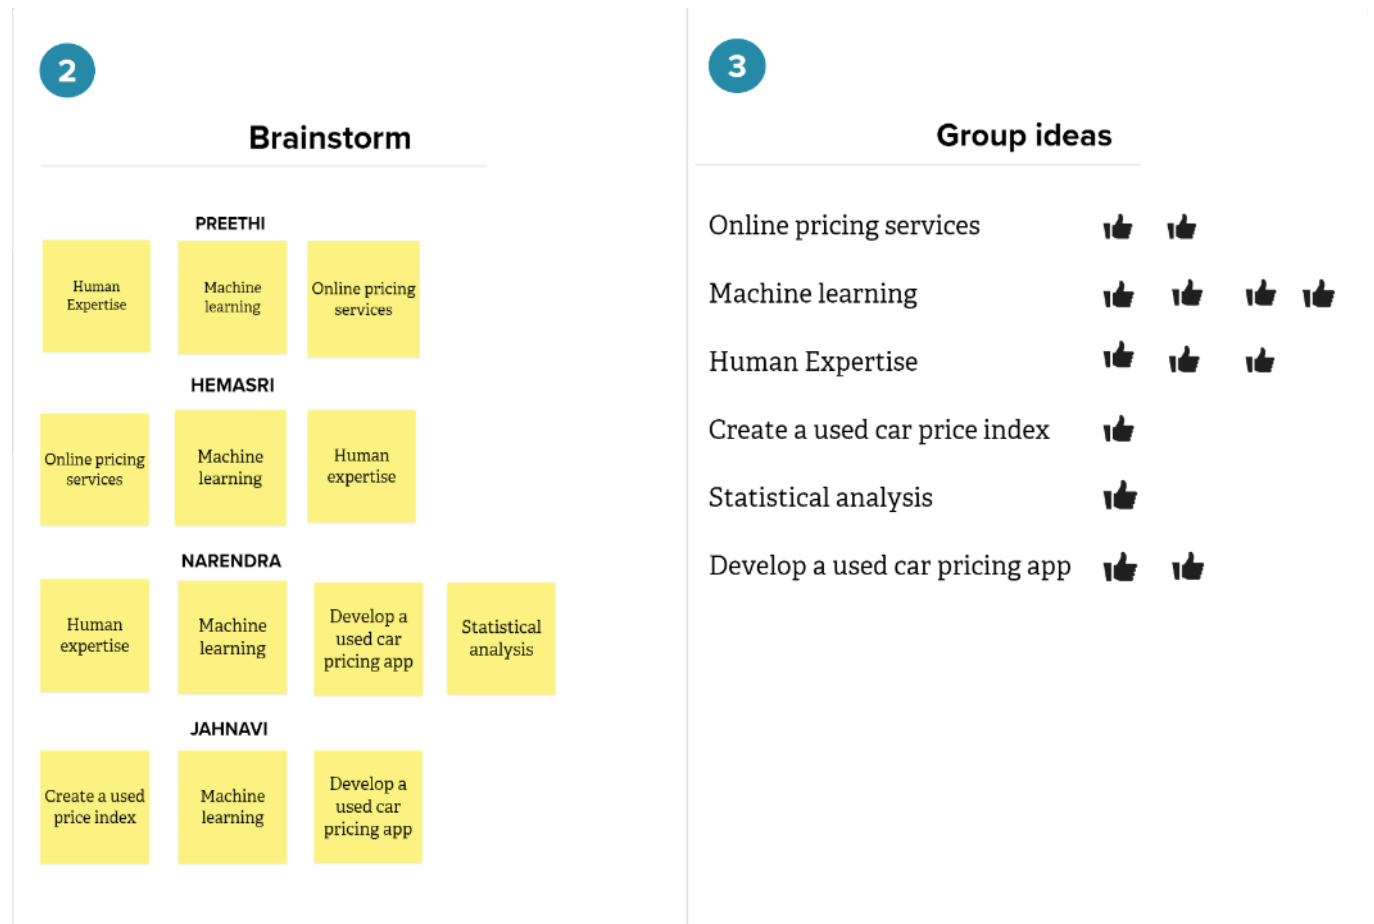 2
Brainstorm
PREETHI
Human
Expertise
Machine
learning
Online pricing
services
HEMASRI
Online pricing
services
Machine
learning
Human
expertise
NARENDRA
Human
expertise
Machine
learning
Develop a
used car
pricing app
Statistical
analysis
JAHNAVI
Create a used
price index
Machine
learning
Develop a
used car
pricing app
3
Group ideas
Online pricing services
Machine learning
Human Expertise
Create a used car price index
Statistical analysis
Develop a used car pricing app